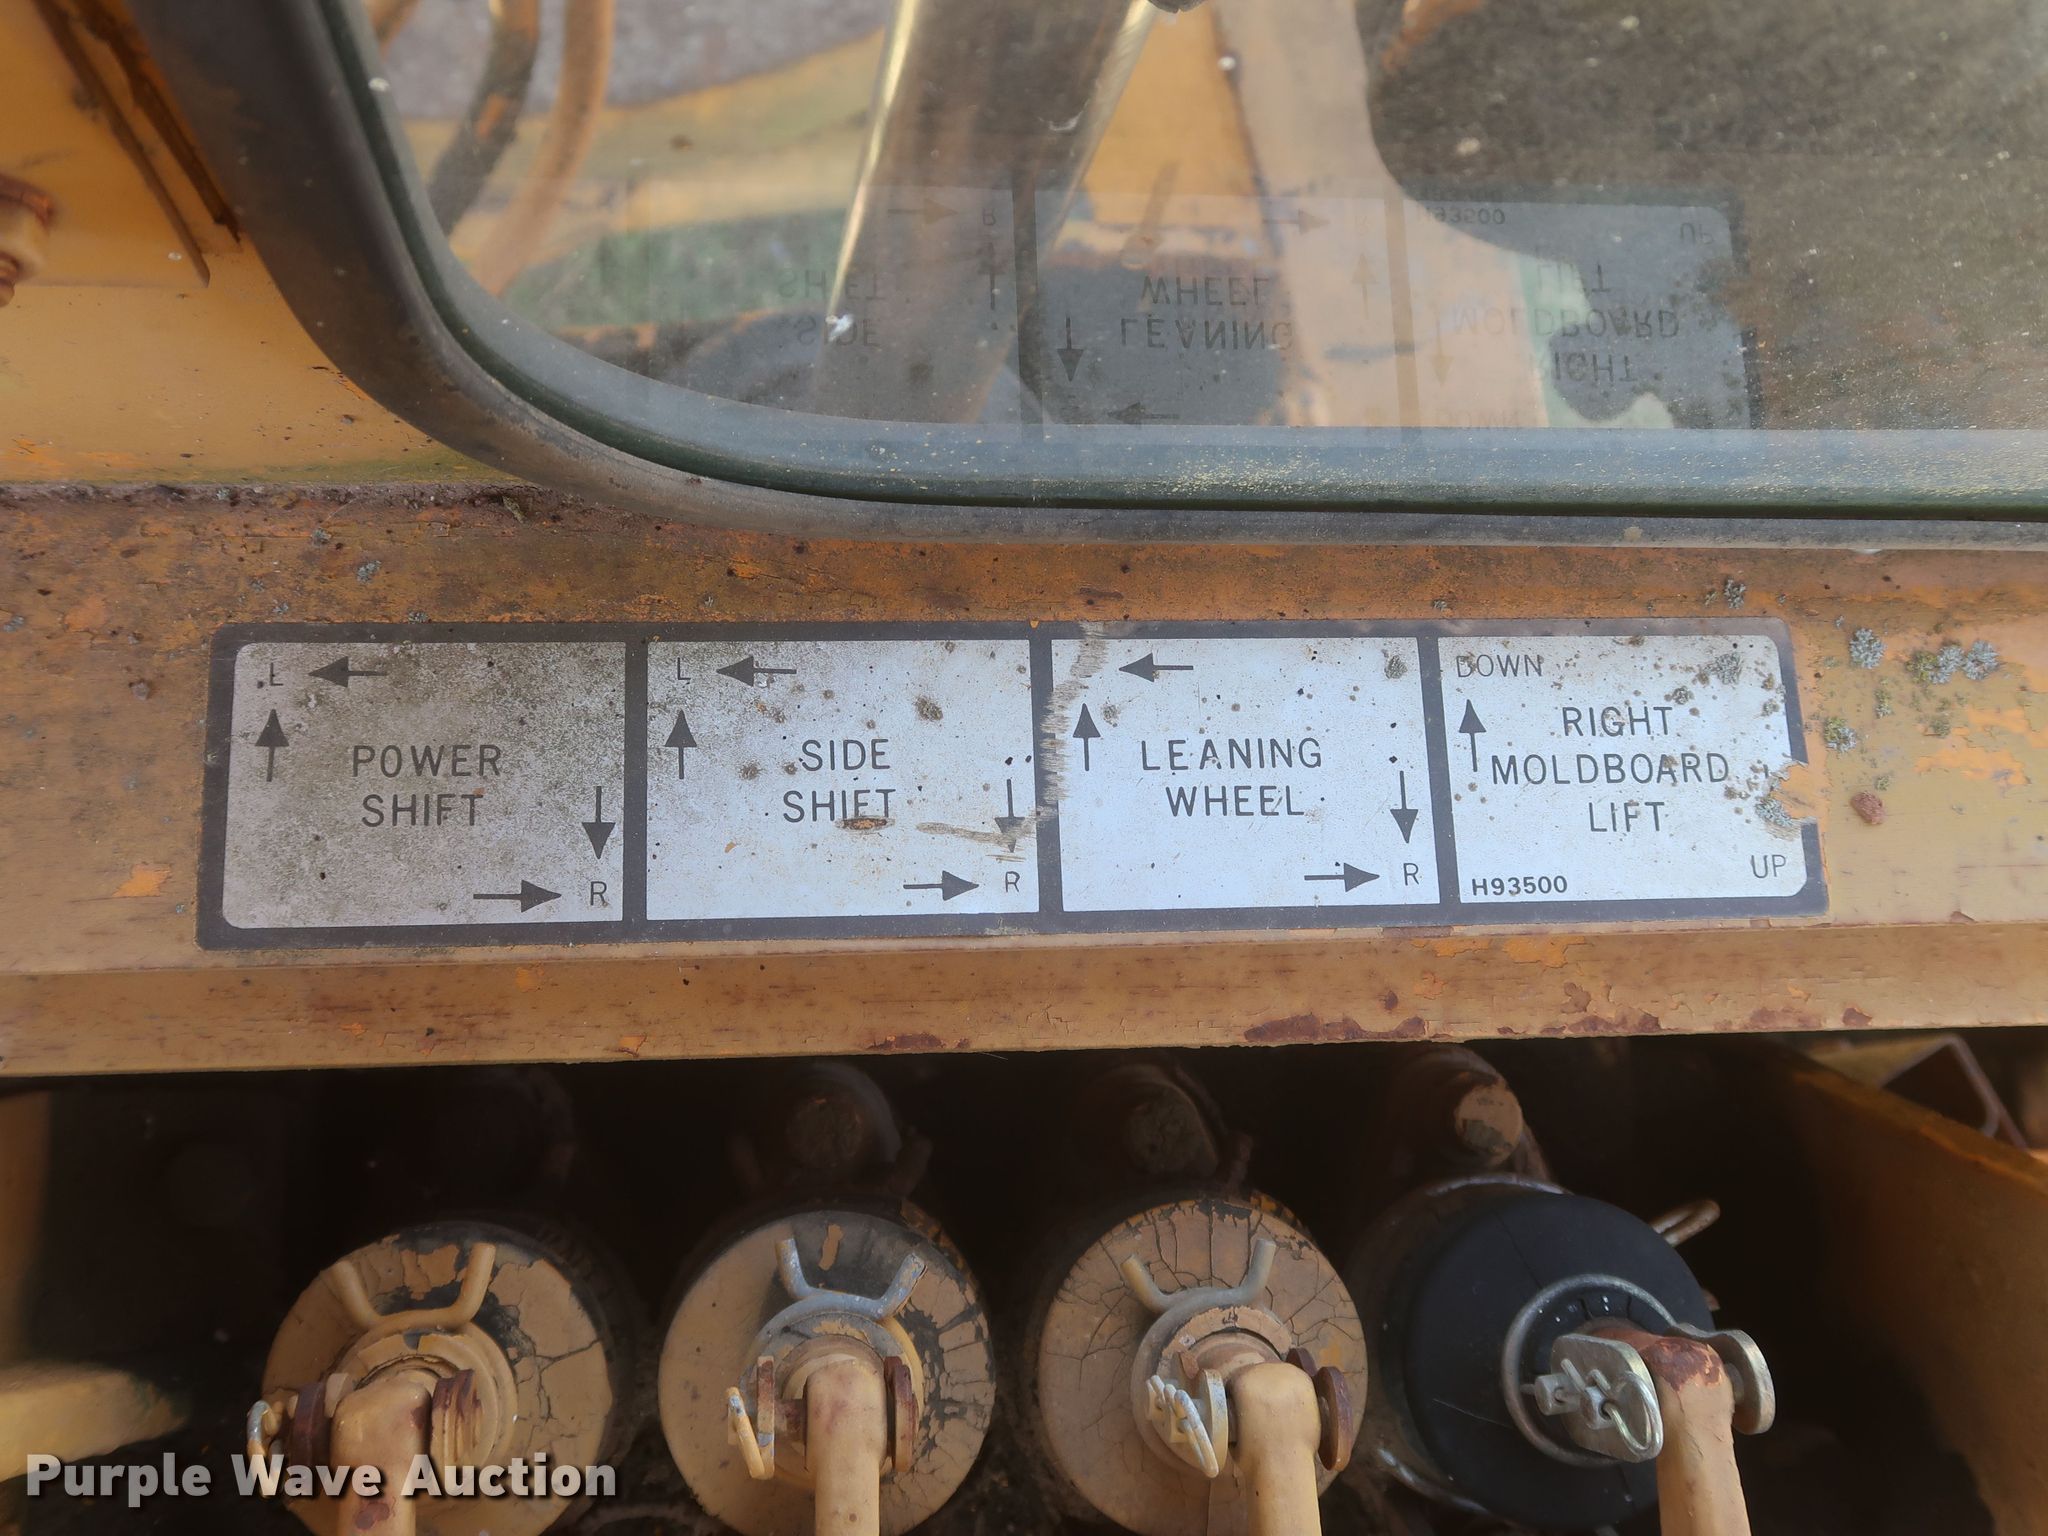 L
POWER
SHIFT
R
L
SIDE
SHIFT
R
LEANING
WHEEL
R
DOWN
RIGHT
MOLDBOARD
LIFT
UP
H93500
Purple Wave Auction